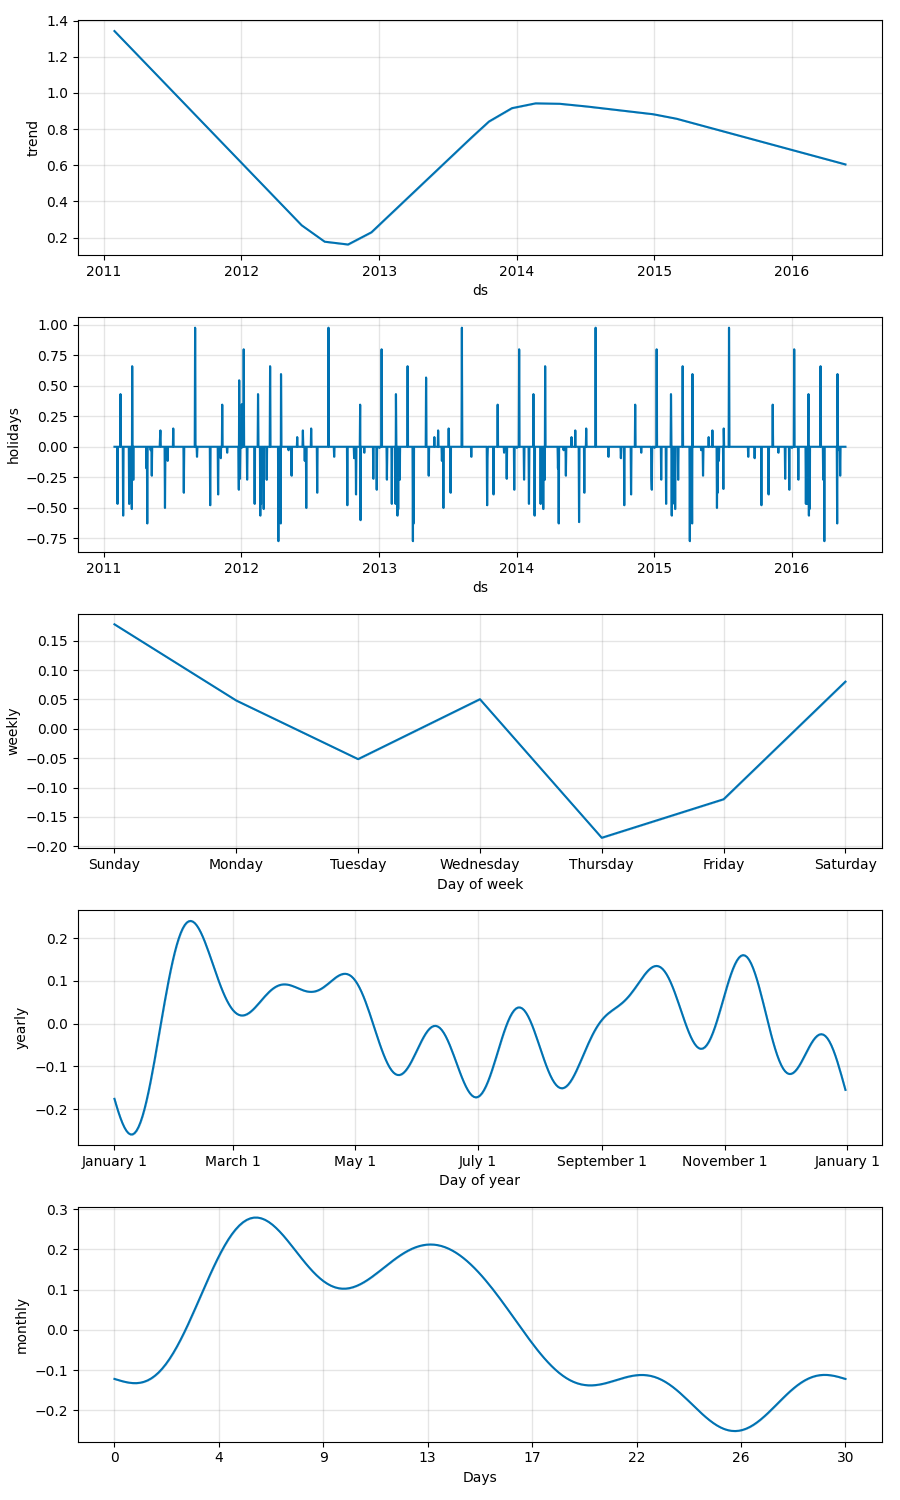 1.4
1.2
1.0
0.8
0.6
0.4
0.2
trend
2011 2012 2013 2014 2015 2016
ds
1.00
0.75
0.50
0.25
0.00
−0.25
−0.50
−0.75
holidays
2011 2012 2013 2014 2015 2016
ds
0.15
0.10
0.05
0.00
−0.05
−0.10
−0.15
−0.20
weekly
Sunday Monday Tuesday Wednesday Thursday Friday Saturday
Day of week
0.2
0.1
0.0
−0.1
−0.2
yearly
January 1 March 1 May 1 July 1 September 1 November 1 January 1
Day of year
0.3
0.2
0.1
0.0
−0.1
−0.2
monthly
0 4 9 13 17 22 26 30
Days